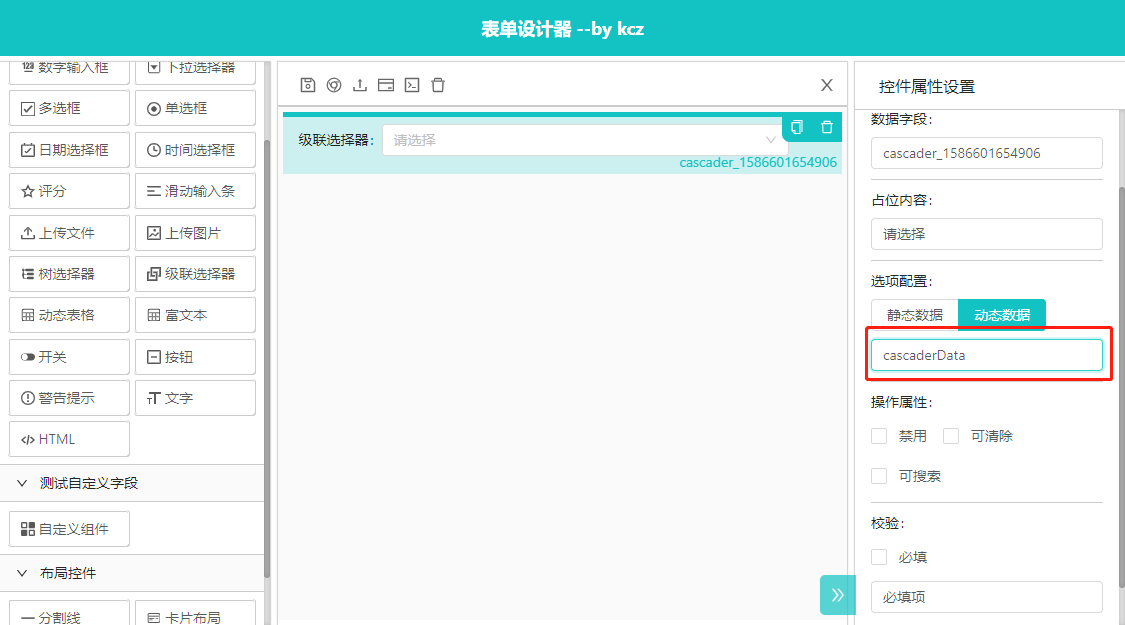 表单设计器 --by kcz
数字输入框
下拉选择器
多选框
单选框
日期选择框
时间选择框
评分
滑动输入条
上传文件
上传图片
树选择器
级联选择器
动态表格
富文本
开关
按钮
警告提示
文字
HTML
测试自定义字段
自定义组件
布局控件
分割线
卡片布局
级联选择器:
请选择
cascader_1586601654906
控件属性设置
数据字段:
cascader_1586601654906
占位内容:
请选择
选项配置:
静态数据
动态数据
cascaderData
操作属性:
禁用
可清除
可搜索
校验:
必填
必填项